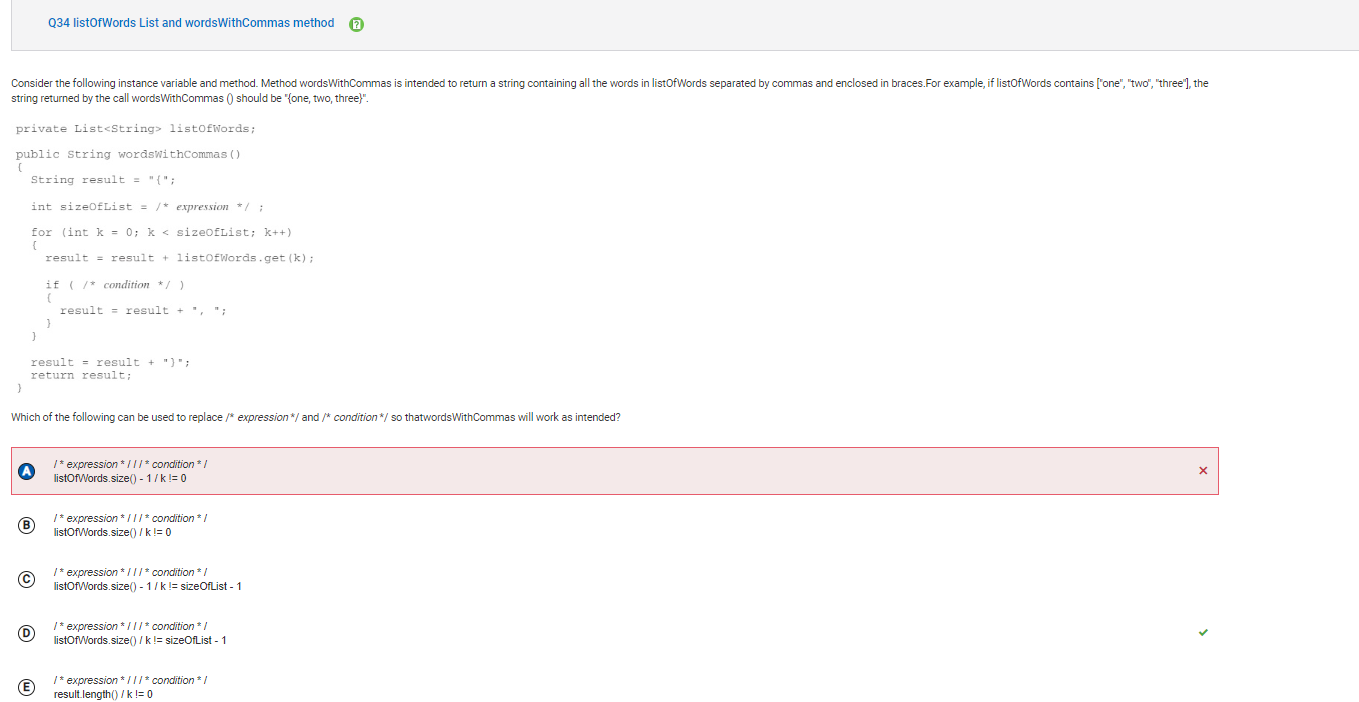 Q34 listOfWords List and wordsWithCommas method ?
Consider the following instance variable and method. Method wordsWithCommas is intended to return a string containing all the words in listOfWords separated by commas and enclosed in braces.For example, if listOfWords contains ["one", "two", "three"], the
string returned by the call wordsWithCommas () should be "{one, two, three}".
private List<String> listOfWords;
public String wordsWithCommas()
{
String result = "{";
int sizeOfList = /* expression */ ;
for (int k = 0; k < sizeOfList; k++)
{
result = result + listOfWords.get(k);
if ( /* condition */ )
{
result = result + ", ";
}
}
result = result + "}";
return result;
}
Which of the following can be used to replace /* expression */ and /* condition */ so thatwordsWithCommas will work as intended?
A
/ * expression * / / / * condition * /
listOfWords.size() - 1 / k != 0
B
/ * expression * / / / * condition * /
listOfWords.size() / k != 0
C
/ * expression * / / / * condition * /
listOfWords.size() - 1 / k != sizeOfList - 1
D
/ * expression * / / / * condition * /
listOfWords.size() / k != sizeOfList - 1
E
/ * expression * / / / * condition * /
result.length() / k != 0